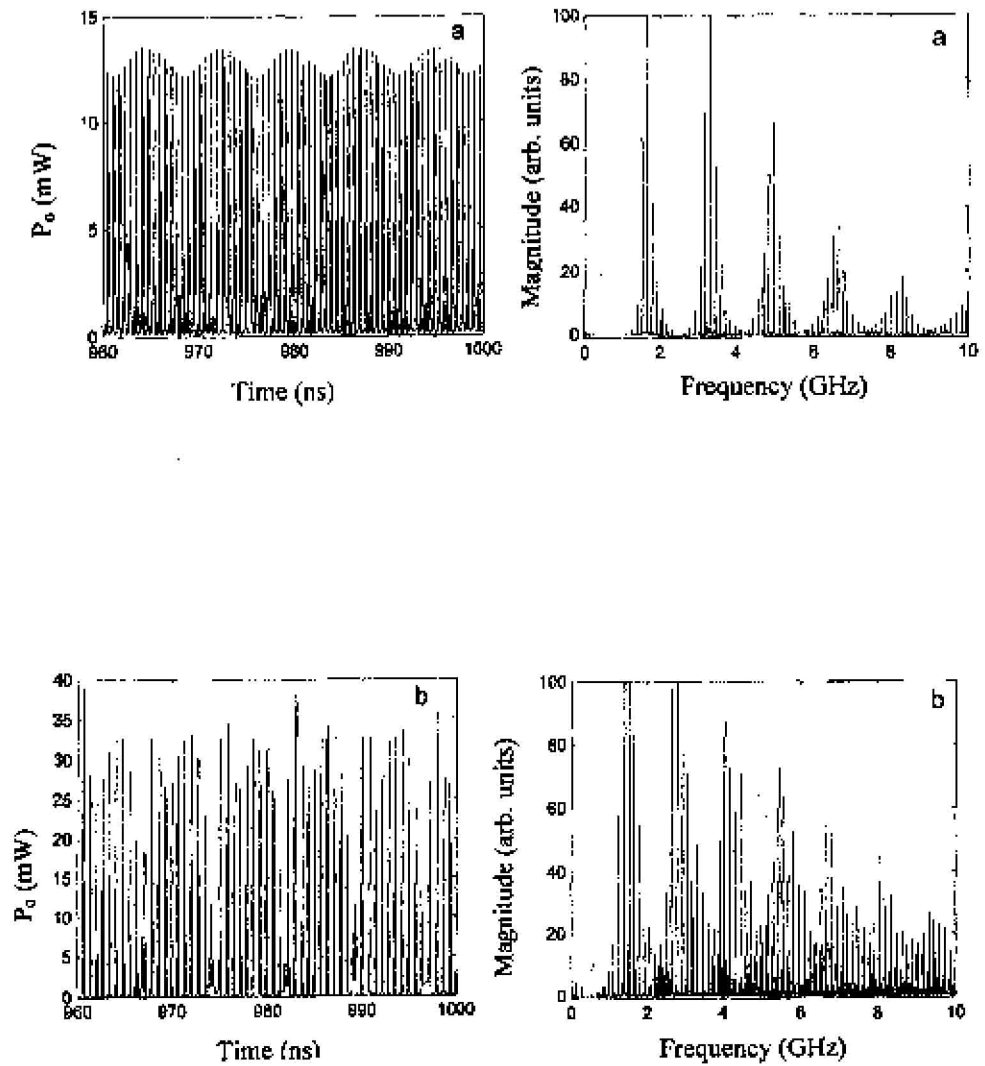 a
15
10
5
0
P₀ (mW)
960 970 980 990 1000
Time (ns)
a
100
80
60
40
20
0
Magnitude (arb. units)
0 2 4 6 8 10
Frequency (GHz)
b
40
35
30
25
20
15
10
5
0
P₀ (mW)
960 970 980 990 1000
Time (ns)
b
100
80
60
40
20
0
Magnitude (arb. units)
0 2 4 6 8 10
Frequency (GHz)